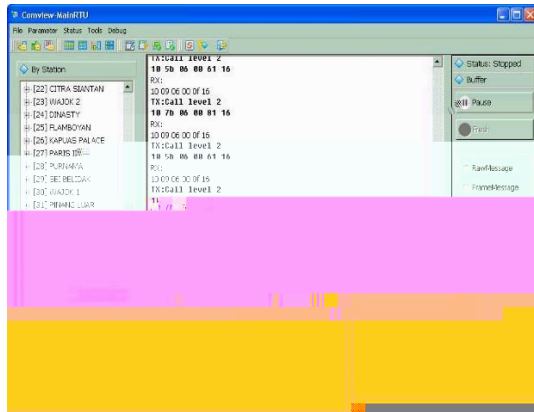 Comview-MainRTU
File Parameter Status Tools Debug
By Station
[22] CITRA SIANTAN
[23] WAJOK 2
[24] DINASTY
[25] FLAMBOYAN
[26] KAPUAS PALACE
[27] PARIS II
[28] PURNAMA
[29] SEI BELIDAK
[30] WAJOK 1
[31] PINANG LUAR
TX:Call level 2
10 5b 06 00 61 16
RX:
10 09 06 00 0f 16
TX:Call level 2
10 7b 06 00 81 16
RX:
10 09 06 00 0f 16
TX:Call level 2
10 5b 06 00 61 16
RX:
10 09 06 00 0f 16
TX:Call level 2
Status: Stopped
Buffer
Pause
Fresh
RawMessage
FrameMessage